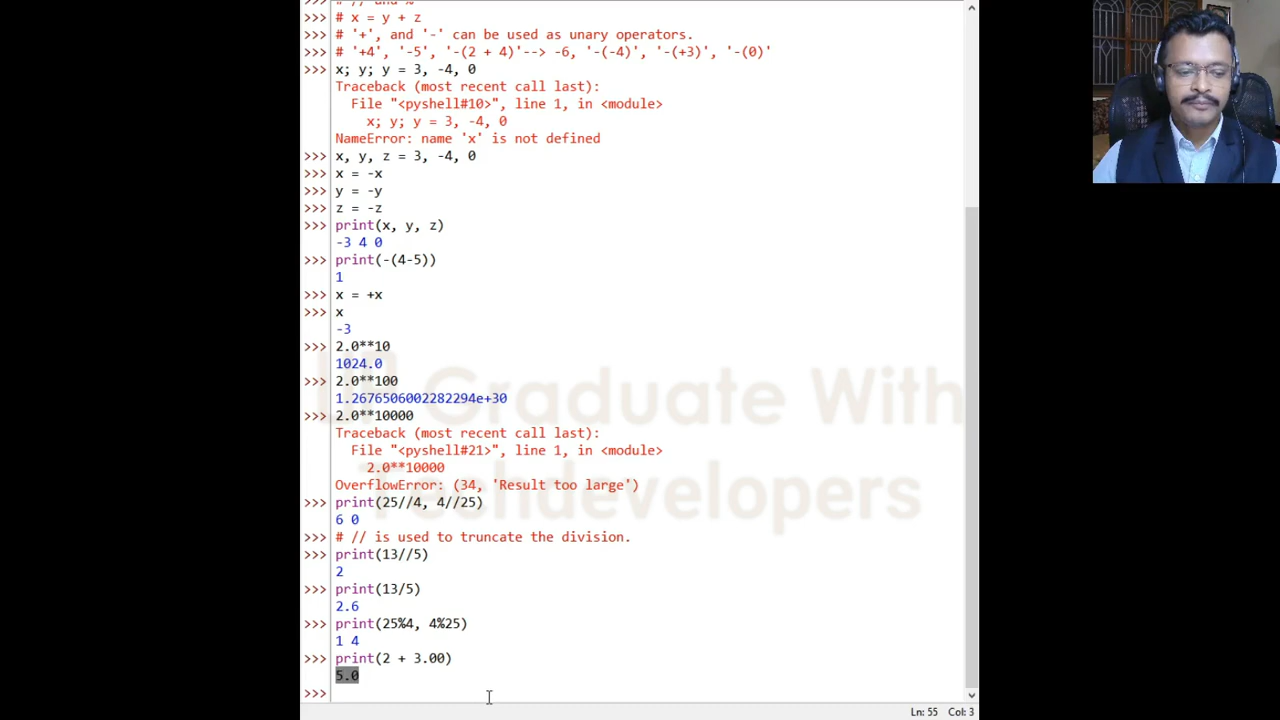 >>> # // and %
>>> # x = y + z
>>> # '+', and '-' can be used as unary operators.
>>> # '+4', '-5', '-(2 + 4)'--> -6, '-(-4)', '-(+3)', '-(0)'
>>> x; y; y = 3, -4, 0
Traceback (most recent call last):
File "<pyshell#10>", line 1, in <module>
x; y; y = 3, -4, 0
NameError: name 'x' is not defined
>>> x, y, z = 3, -4, 0
>>> x = -x
>>> y = -y
>>> z = -z
>>> print(x, y, z)
-3 4 0
>>> print(-(4-5))
1
>>> x = +x
>>> x
-3
>>> 2.0**10
1024.0
>>> 2.0**100
1.2676506002282294e+30
>>> 2.0**10000
Traceback (most recent call last):
File "<pyshell#21>", line 1, in <module>
2.0**10000
OverflowError: (34, 'Result too large')
>>> print(25//4, 4//25)
6 0
>>> # // is used to truncate the division.
>>> print(13//5)
2
>>> print(13/5)
2.6
>>> print(25%4, 4%25)
1 4
>>> print(2 + 3.00)
5.0
>>>
Graduate With
Techdevelopers
Ln: 55 Col: 3